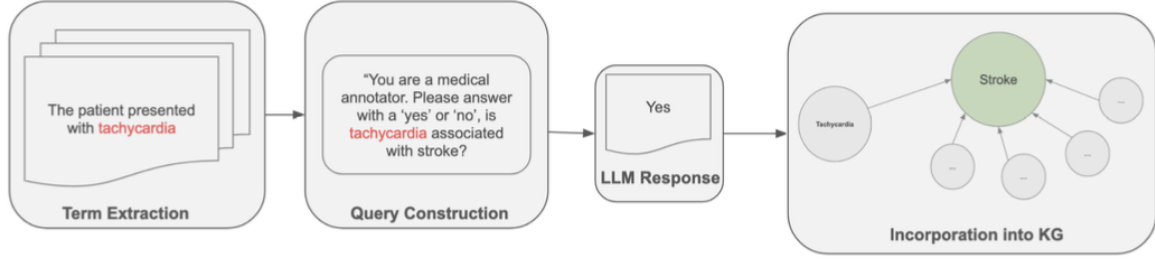 The patient presented
with tachycardia
Term Extraction
“You are a medical
annotator. Please answer
with a ‘yes’ or ‘no’, is
tachycardia associated
with stroke?
Query Construction
Yes
LLM Response
Stroke
Tachycardia
...
...
...
...
Incorporation into KG